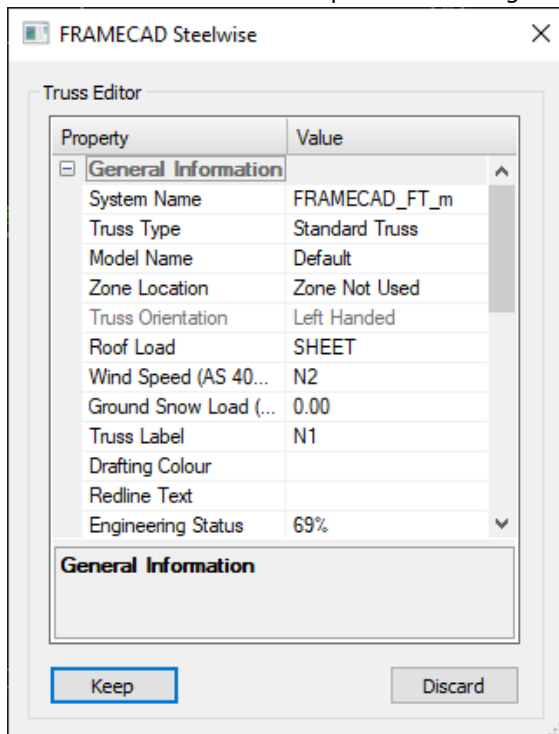 FRAMECAD Steelwise
Truss Editor
Property Value
General Information
System Name FRAMECAD_FT_m
Truss Type Standard Truss
Model Name Default
Zone Location Zone Not Used
Truss Orientation Left Handed
Roof Load SHEET
Wind Speed (AS 40... N2
Ground Snow Load (... 0.00
Truss Label N1
Drafting Colour
Redline Text
Engineering Status 69%
General Information
Keep Discard